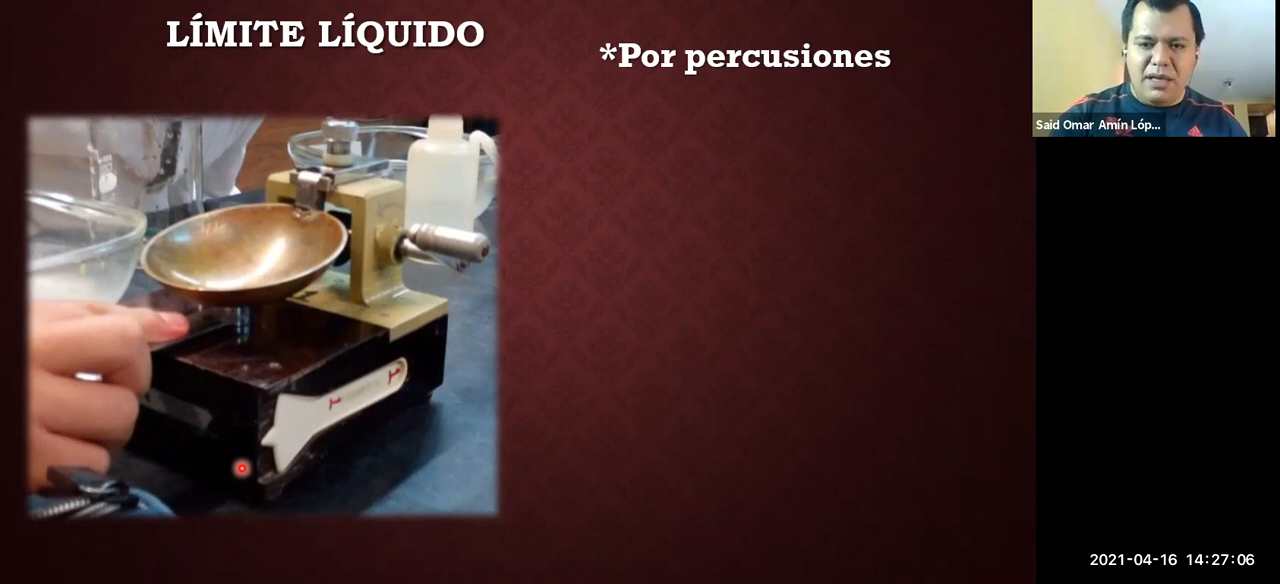 LÍMITE LÍQUIDO
*Por percusiones
Said Omar Amín Lóp...
2021-04-16 14:27:06